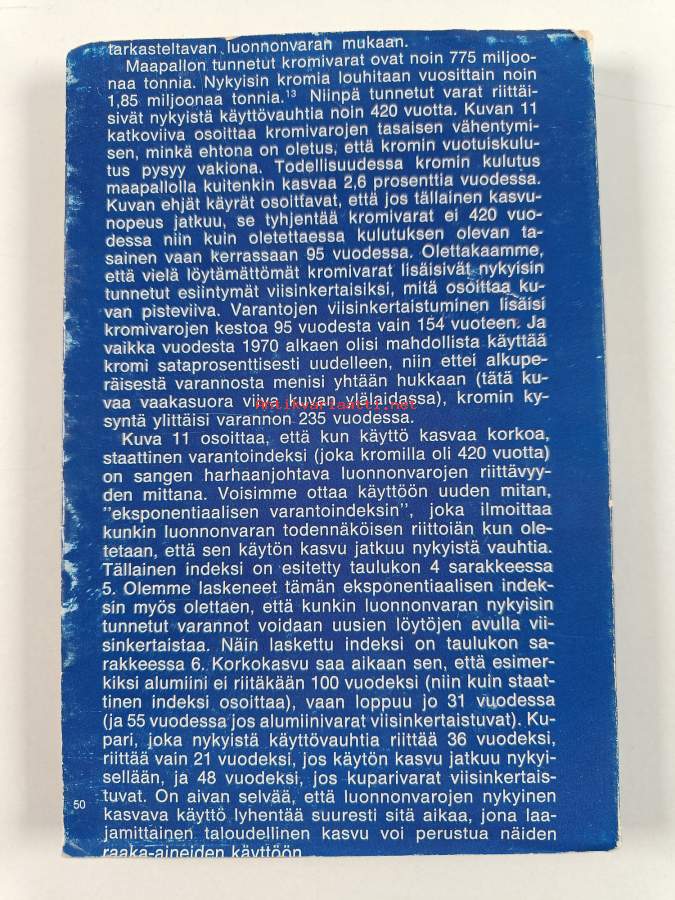 tarkasteltavan luonnonvaran mukaan.
Maapallon tunnetut kromivarat ovat noin 775 miljoo-
naa tonnia. Nykyisin kromia louhitaan vuosittain noin
1,85 miljoonaa tonnia.¹³ Niinpä tunnetut varat riittäi-
sivät nykyistä käyttövauhtia noin 420 vuotta. Kuvan 11
katkoviiva osoittaa kromivarojen tasaisen vähentymi-
sen, minkä ehtona on oletus, että kromin vuotuiskulu-
tus pysyy vakiona. Todellisuudessa kromin kulutus
maapallolla kuitenkin kasvaa 2,6 prosenttia vuodessa.
Kuvan ehjät käyrät osoittavat, että jos tällainen kasvu-
nopeus jatkuu, se tyhjentää kromivarat ei 420 vuo-
dessa niin kuin oletettaessa kulutuksen olevan ta-
sainen vaan kerrassaan 95 vuodessa. Olettakaamme,
että vielä löytämättömät kromivarat lisäisivät nykyisin
tunnetut esiintymät viisinkertaisiksi, mitä osoittaa ku-
van pisteviiva. Varantojen viisinkertaistuminen lisäisi
kromivarojen kestoa 95 vuodesta vain 154 vuoteen. Ja
vaikka vuodesta 1970 alkaen olisi mahdollista käyttää
kromi sataprosenttisesti uudelleen, niin ettei alkupe-
räisestä varannosta menisi yhtään hukkaan (tätä ku-
vaa vaakasuora viiva kuvan ylälaidassa), kromin ky-
Antikvariaatti.net
syntä ylittäisi varannon 235 vuodessa.
Kuva 11 osoittaa, että kun käyttö kasvaa korkoa,
staattinen varantoindeksi (joka kromilla oli 420 vuotta)
on sangen harhaanjohtava luonnonvarojen riittävyy-
den mittana. Voisimme ottaa käyttöön uuden mitan,
"eksponentiaalisen varantoindeksin", joka ilmoittaa
kunkin luonnonvaran todennäköisen riittoiän kun ole-
tetaan, että sen käytön kasvu jatkuu nykyistä vauhtia.
Tällainen indeksi on esitetty taulukon 4 sarakkeessa
5. Olemme laskeneet tämän eksponentiaalisen indek-
sin myös olettaen, että kunkin luonnonvaran nykyisin
tunnetut varannot voidaan uusien löytöjen avulla vii-
sinkertaistaa. Näin laskettu indeksi on taulukon sa-
rakkeessa 6. Korkokasvu saa aikaan sen, että esimer-
kiksi alumiini ei riitäkään 100 vuodeksi (niin kuin staat-
tinen indeksi osoittaa), vaan loppuu jo 31 vuodessa
(ja 55 vuodessa jos alumiinivarat viisinkertaistuvat). Ku-
pari, joka nykyistä käyttövauhtia riittää 36 vuodeksi,
riittää vain 21 vuodeksi, jos käytön kasvu jatkuu nykyi-
sellään, ja 48 vuodeksi, jos kuparivarat viisinkertais-
50 tuvat. On aivan selvää, että luonnonvarojen nykyinen
kasvava käyttö lyhentää suuresti sitä aikaa, jona laa-
jamittainen taloudellinen kasvu voi perustua näiden
raaka-aineiden käyttöön